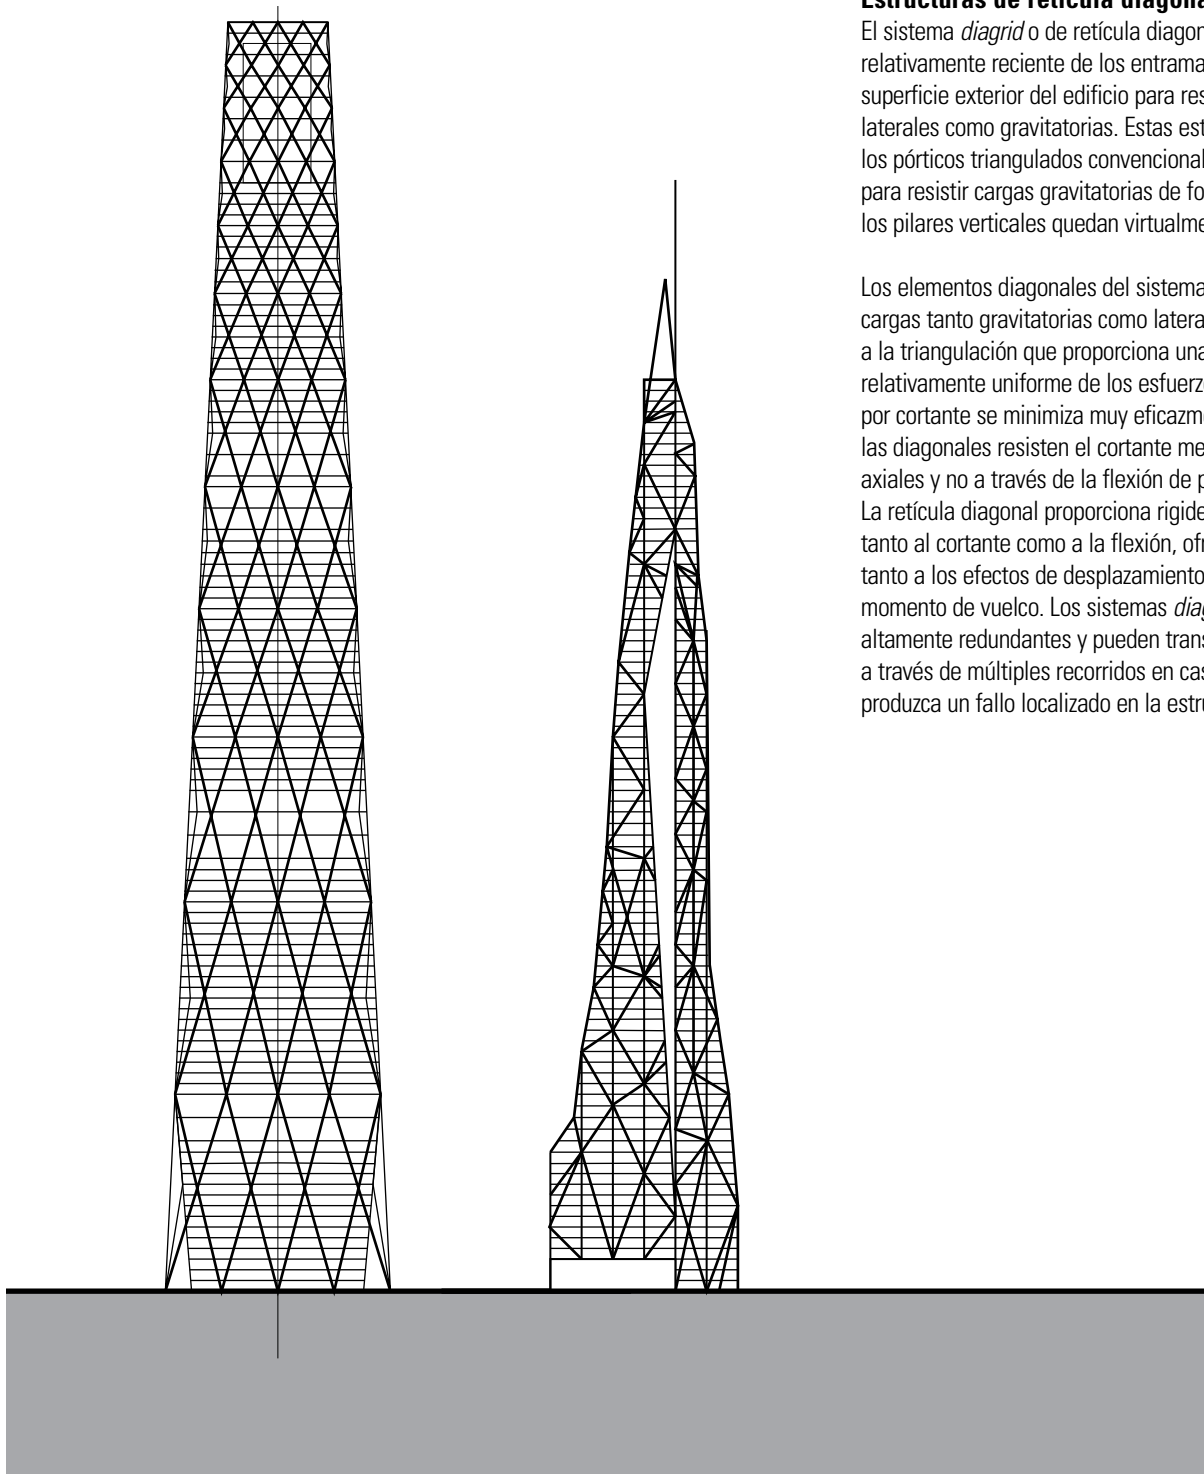 Estructuras de retícula diagona
El sistema diagrid o de retícula diagon
relativamente reciente de los entrama
superficie exterior del edificio para res
laterales como gravitatorias. Estas est
los pórticos triangulados convencional
para resistir cargas gravitatorias de fo
los pilares verticales quedan virtualme
Los elementos diagonales del sistema
cargas tanto gravitatorias como latera
a la triangulación que proporciona una
relativamente uniforme de los esfuerz
por cortante se minimiza muy eficazm
las diagonales resisten el cortante me
axiales y no a través de la flexión de p
La retícula diagonal proporciona rigide
tanto al cortante como a la flexión, ofr
tanto a los efectos de desplazamiento
momento de vuelco. Los sistemas diag
altamente redundantes y pueden trans
a través de múltiples recorridos en cas
produzca un fallo localizado en la estru